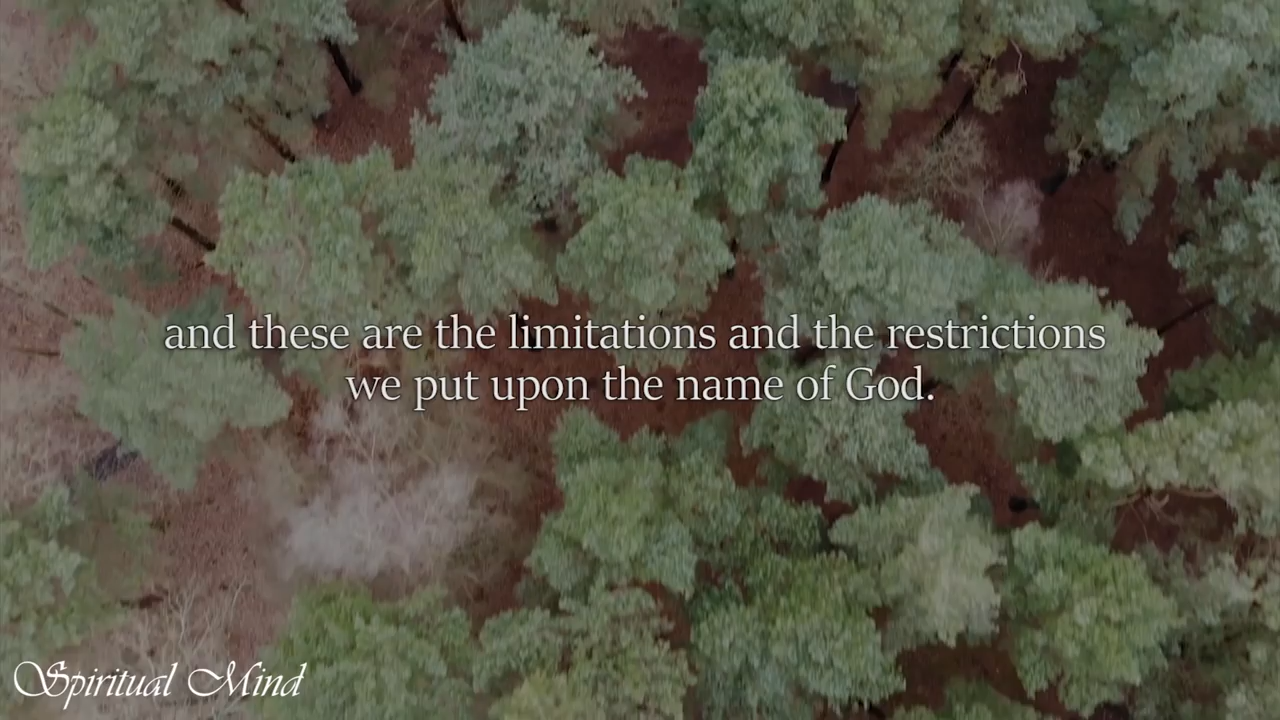 and these are the limitations and the restrictions
we put upon the name of God.
Spiritual Mind